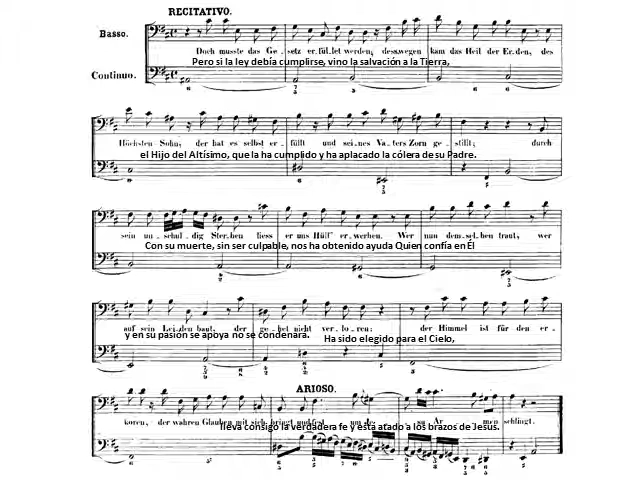 RECITATIVO.
Basso.
Doch musste das Ge- setz er-fül-let werden; desswegen kam das Heil der Er-den, des
Pero si la ley debía cumplirse, vino la salvación a la Tierra,
Continuo.
Höchsten Sohn, der hat es selbst er- füllt und sei-nes Va-ters Zorn ge- stillt; durch
el Hijo del Altísimo, que la ha cumplido y ha aplacado la cólera de su Padre.
sein un-schul-dig Ster-ben liess er uns Hülf' er-werben. Wer nun dem-sel-ben traut, wer
Con su muerte, sin ser culpable, nos ha obtenido ayuda Quien confía en Él
auf sein Lei-den baut, der ge-het nicht ver-lo-ren; der Himmel ist für den er-
y en su pasión se apoya no se condenará. Ha sido elegido para el Cielo,
ARIOSO.
koren, der wahren Glauben mit sich bringt und fest um Je- su Ar- men schlingt.
lleva consigo la verdadera fe y está atado a los brazos de Jesús.